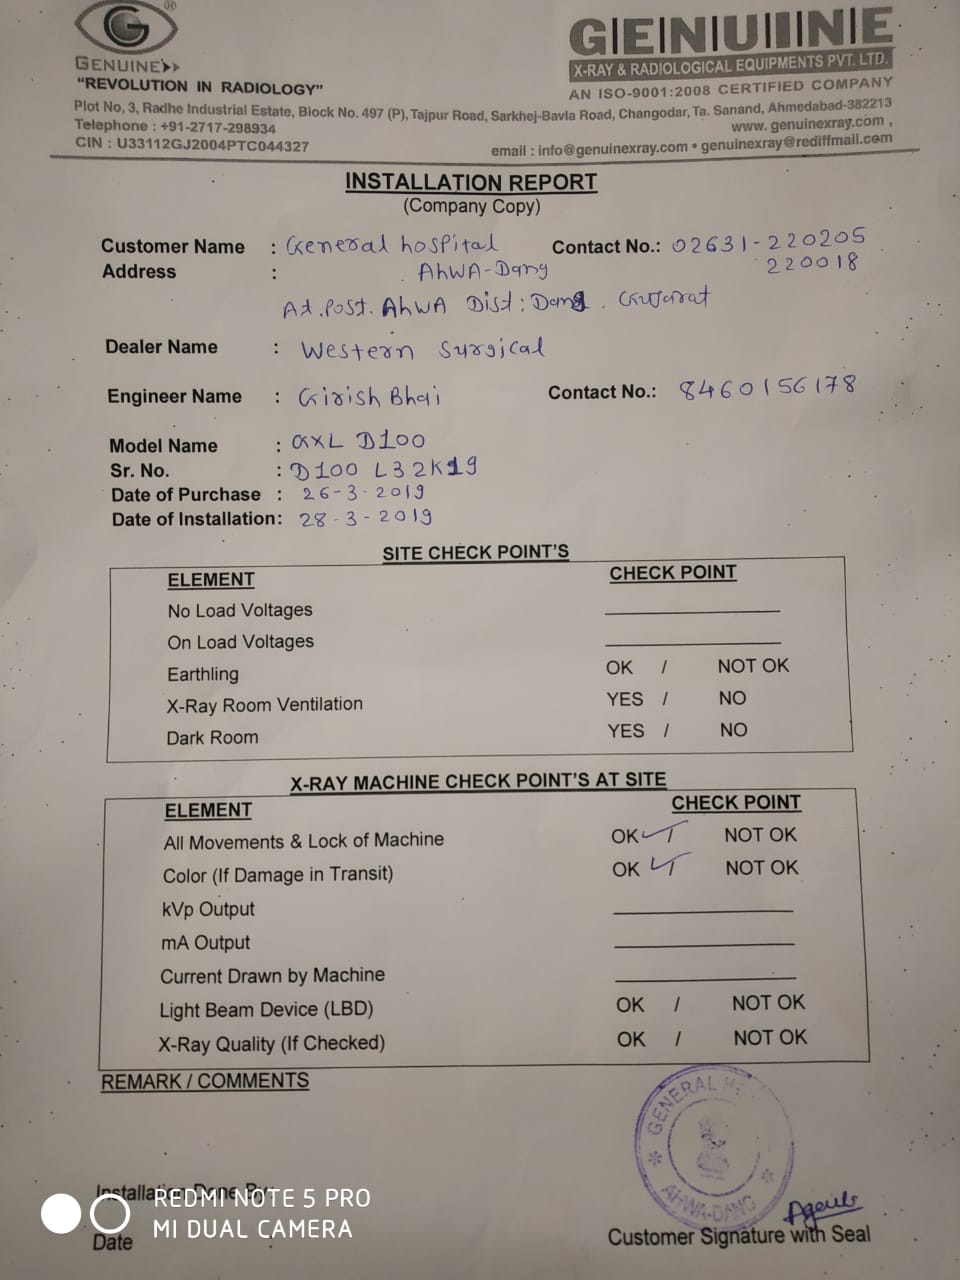 ®
GENUINE
"REVOLUTION IN RADIOLOGY"
GENUINE
X-RAY & RADIOLOGICAL EQUIPMENTS PVT. LTD.
AN ISO-9001:2008 CERTIFIED COMPANY
Plot No, 3, Radhe Industrial Estate, Block No. 497 (P), Tajpur Road, Sarkhej-Bavla Road, Changodar, Ta. Sanand, Ahmedabad-382213
Telephone : +91-2717-298934 www. genuinexray.com ,
CIN : U33112GJ2004PTC044327 email : info@genuinexray.com • genuinexray@rediffmail.com
INSTALLATION REPORT
(Company Copy)
Customer Name : General hospital Contact No.: 02631-220205
Address : AhWA-Dang 220018
At.Post. AhWA Dist: Dang. Gujarat
Dealer Name : Western Surgical
Engineer Name : Girish Bhai Contact No.: 8460156178
Model Name : GXL D100
Sr. No. : D100 L32K19
Date of Purchase : 26-3-2019
Date of Installation: 28-3-2019
SITE CHECK POINT'S
ELEMENT CHECK POINT
No Load Voltages
On Load Voltages
Earthling OK / NOT OK
X-Ray Room Ventilation YES / NO
Dark Room YES / NO
X-RAY MACHINE CHECK POINT'S AT SITE
ELEMENT CHECK POINT
All Movements & Lock of Machine OK / NOT OK
Color (If Damage in Transit) OK / NOT OK
kVp Output
mA Output
Current Drawn by Machine
Light Beam Device (LBD) OK / NOT OK
X-Ray Quality (If Checked) OK / NOT OK
REMARK / COMMENTS
GENERAL
AHWA-DANG
Installation Done By
REDMI NOTE 5 PRO
MI DUAL CAMERA
Date
Customer Signature with Seal